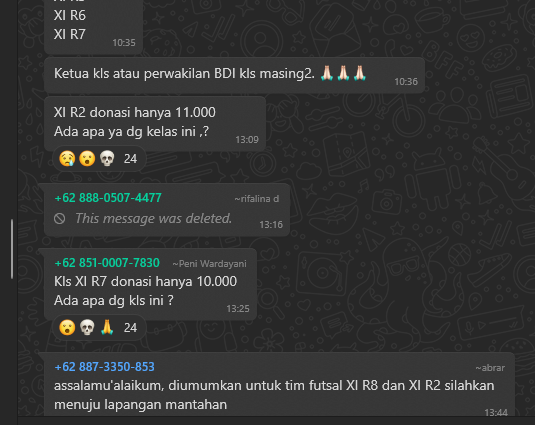 XI R6
XI R7
10:35
Ketua kls atau perwakilan BDI kls masing2. 🙏🏻🙏🏻🙏🏻
10:36
XI R2 donasi hanya 11.000
Ada apa ya dg kelas ini ,?
13:09
😢😮💀 24
+62 888-0507-4477 ~rifalina d
This message was deleted.
13:16
+62 851-0007-7830 ~Peni Wardayani
Kls XI R7 donasi hanya 10.000
Ada apa dg kls ini ?
13:25
😮💀🙏 24
+62 887-3350-853 ~abrar
assalamu'alaikum, diumumkan untuk tim futsal XI R8 dan XI R2 silahkan
menuju lapangan mantahan
13:44